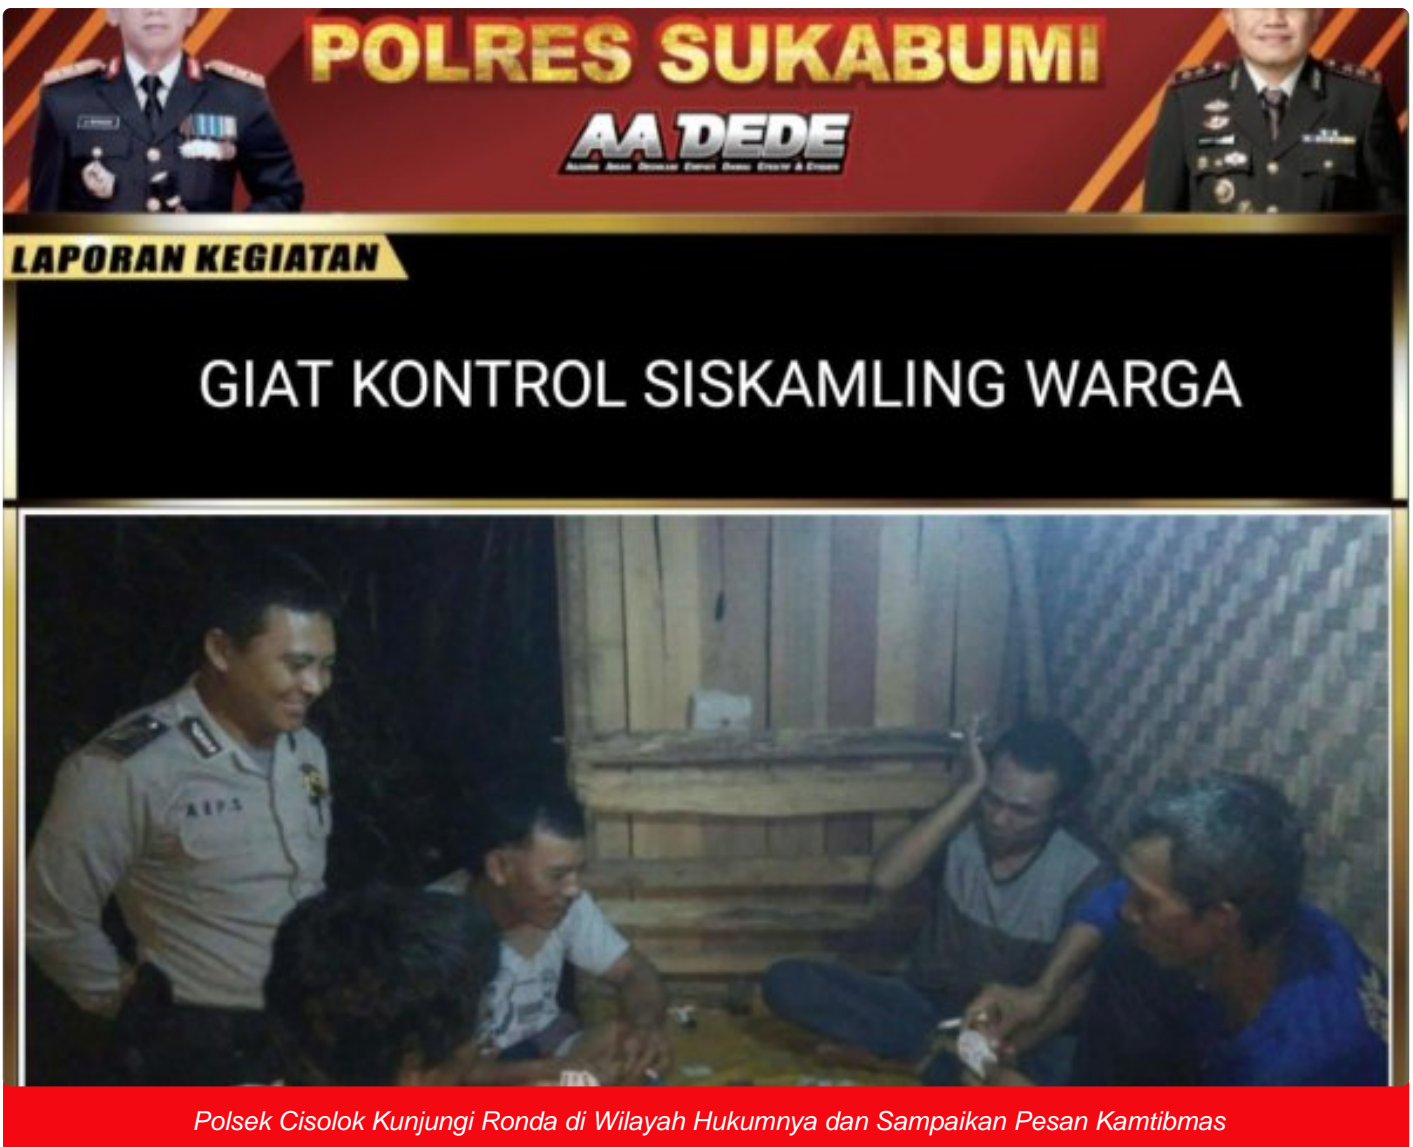 POLRES SUKABUMI
AA DEDE
LAPORAN KEGIATAN
GIAT KONTROL SISKAMLING WARGA
Polsek Cisolok Kunjungi Ronda di Wilayah Hukumnya dan Sampaikan Pesan Kamtibmas